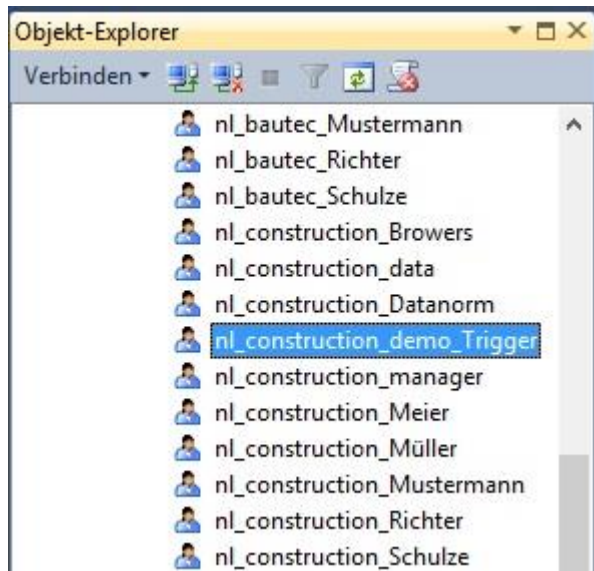 Objekt-Explorer
Verbinden
nl_bautec_Mustermann
nl_bautec_Richter
nl_bautec_Schulze
nl_construction_Browers
nl_construction_data
nl_construction_Datanorm
nl_construction_demo_Trigger
nl_construction_manager
nl_construction_Meier
nl_construction_Müller
nl_construction_Mustermann
nl_construction_Richter
nl_construction_Schulze